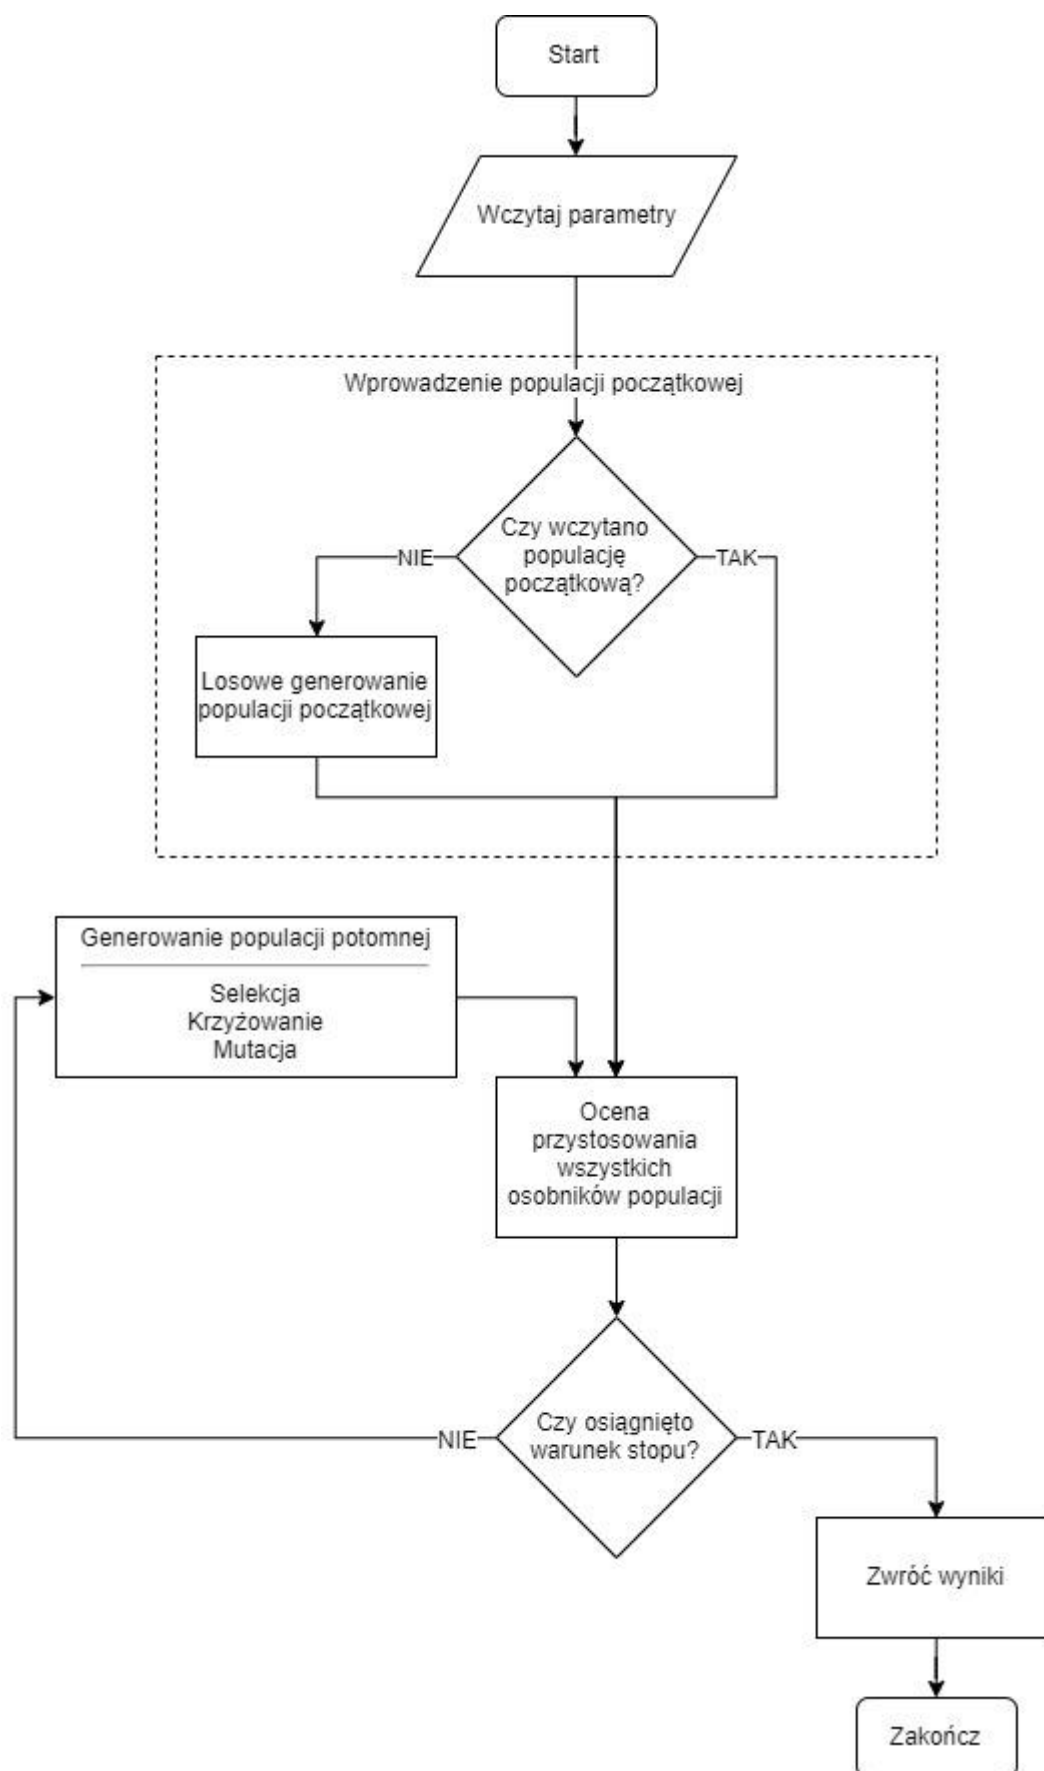 Start
Wczytaj parametry
Wprowadzenie populacji początkowej
Czy wczytano
populację
początkową?
NIE
TAK
Losowe generowanie
populacji początkowej
Generowanie populacji potomnej
Selekcja
Krzyżowanie
Mutacja
Ocena
przystosowania
wszystkich
osobników populacji
Czy osiągnięto
warunek stopu?
NIE
TAK
Zwróć wyniki
Zakończ